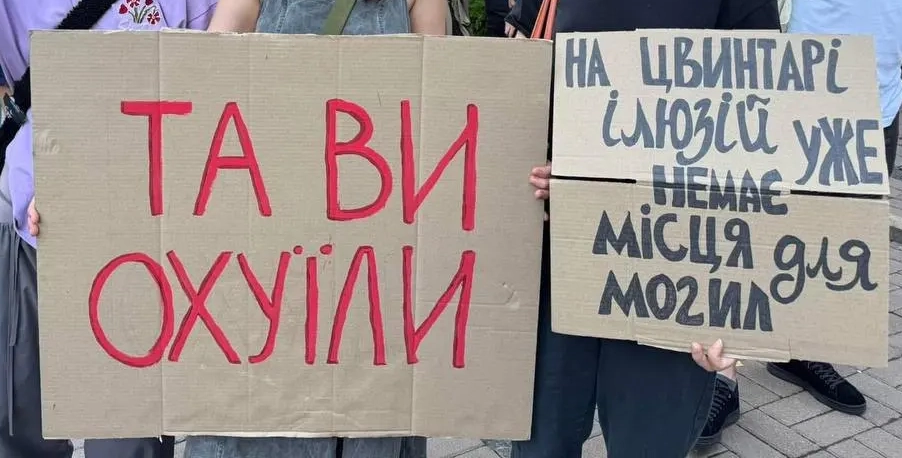 ТА ВИ
ОХУЇЛИ
НА ЦВИНТАРІ
ІЛЮЗІЙ УЖЕ
НЕМАЄ
МІСЦЯ ДЛЯ
МОГИЛ